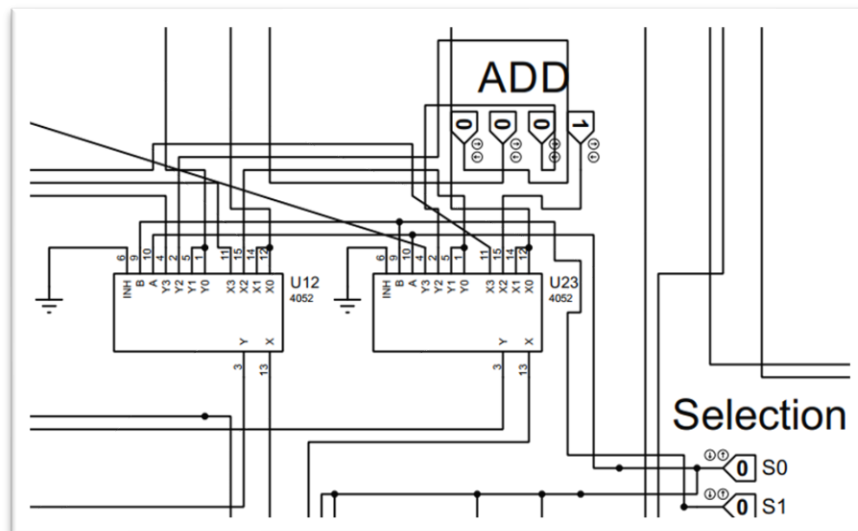 ADD
0 0 0 1
6 9 10 4 2 5 1 11 15 14 12
6 9 10 4 2 5 1 11 15 14 12
INH B A Y3 Y2 Y1 Y0 X3 X2 X1 X0
U12
4052
INH B A Y3 Y2 Y1 Y0 X3 X2 X1 X0
U23
4052
Y X
Y X
3 13
3 13
Selection
0 S0
0 S1